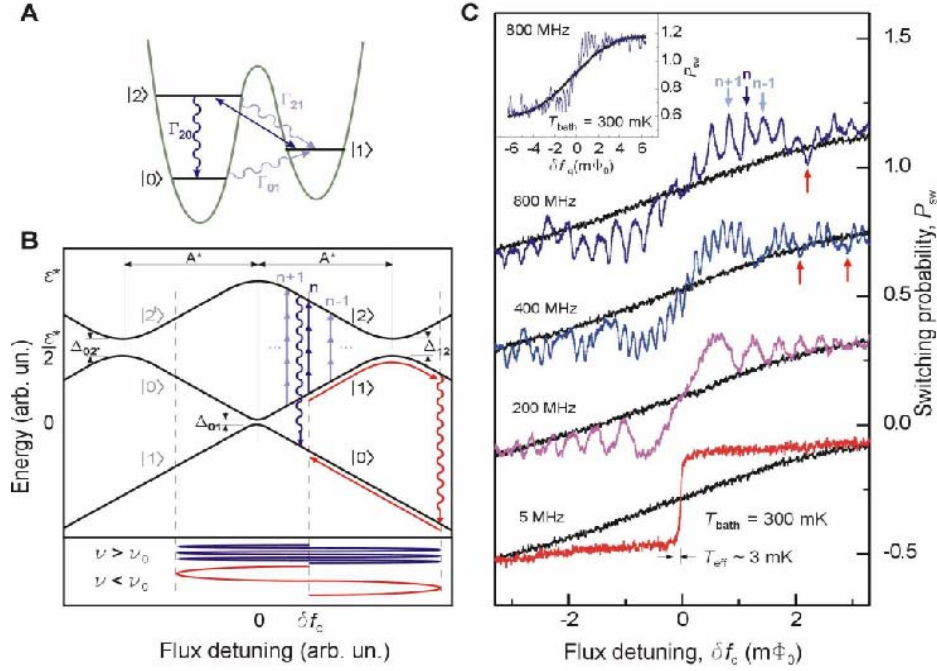 A
|2⟩
Γ21
Γ20
|1⟩
|0⟩
Γ01
B
A* A*
ε*
n+1
n
n-1
|2⟩ |2⟩
Δ02* Δ12
ε*
2
|0⟩ |1⟩
0
Δ01
|1⟩ |0⟩
Energy (arb. un.)
ν > ν0
ν < ν0
0 δfc
Flux detuning (arb. un.)
C
800 MHz
1.2
1.0
0.8
0.6
Psw
Tbath = 300 mK
-6 -4 -2 0 2 4 6
δfq(mΦ0)
n+1 n n-1
800 MHz
400 MHz
200 MHz
5 MHz
Tbath = 300 mK
Teff ~ 3 mK
1.5
1.0
0.5
0.0
-0.5
Switching probability, Psw
-2 0 2
Flux detuning, δfc (mΦ0)